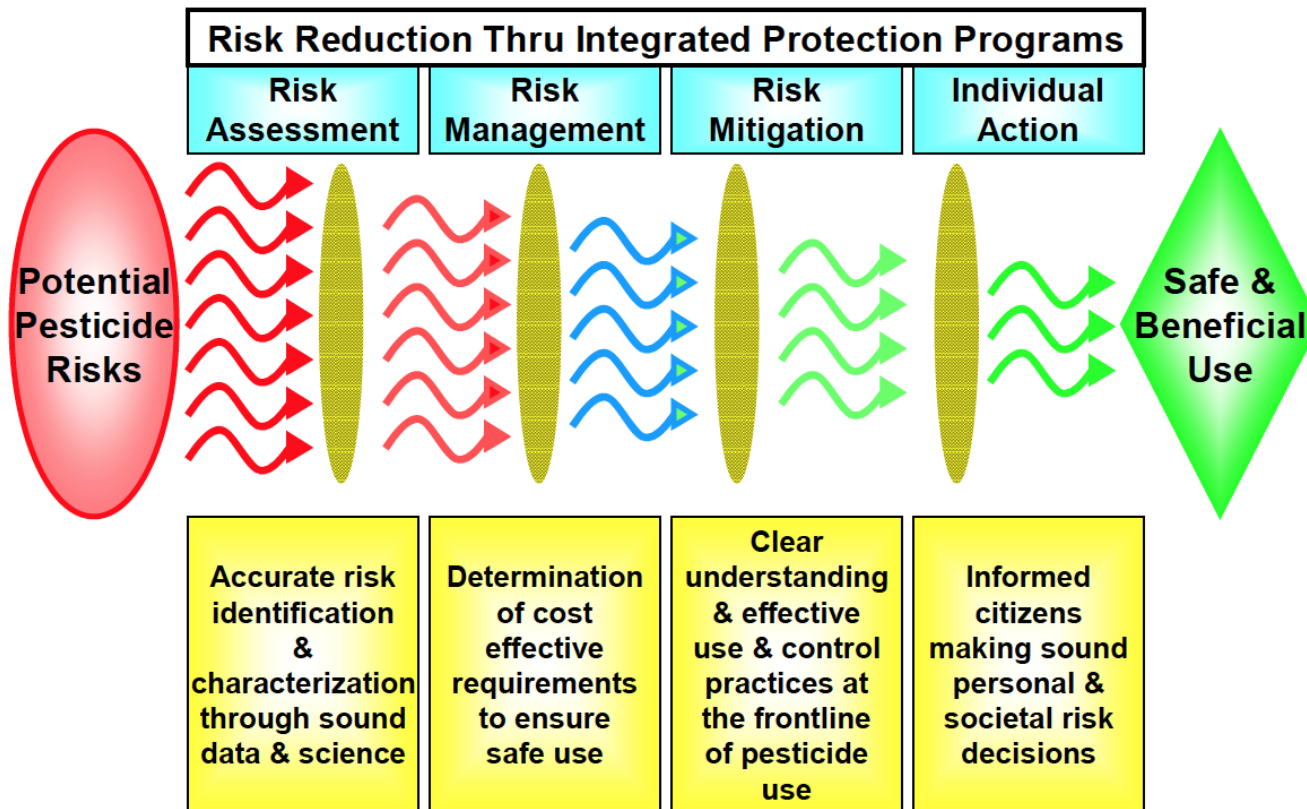 Risk Reduction Thru Integrated Protection Programs
Risk
Assessment
Risk
Management
Risk
Mitigation
Individual
Action
Potential
Pesticide
Risks
Safe &
Beneficial
Use
Accurate risk
identification
&
characterization
through sound
data & science
Determination
of cost
effective
requirements
to ensure
safe use
Clear
understanding
& effective
use & control
practices at
the frontline
of pesticide
use
Informed
citizens
making sound
personal &
societal risk
decisions